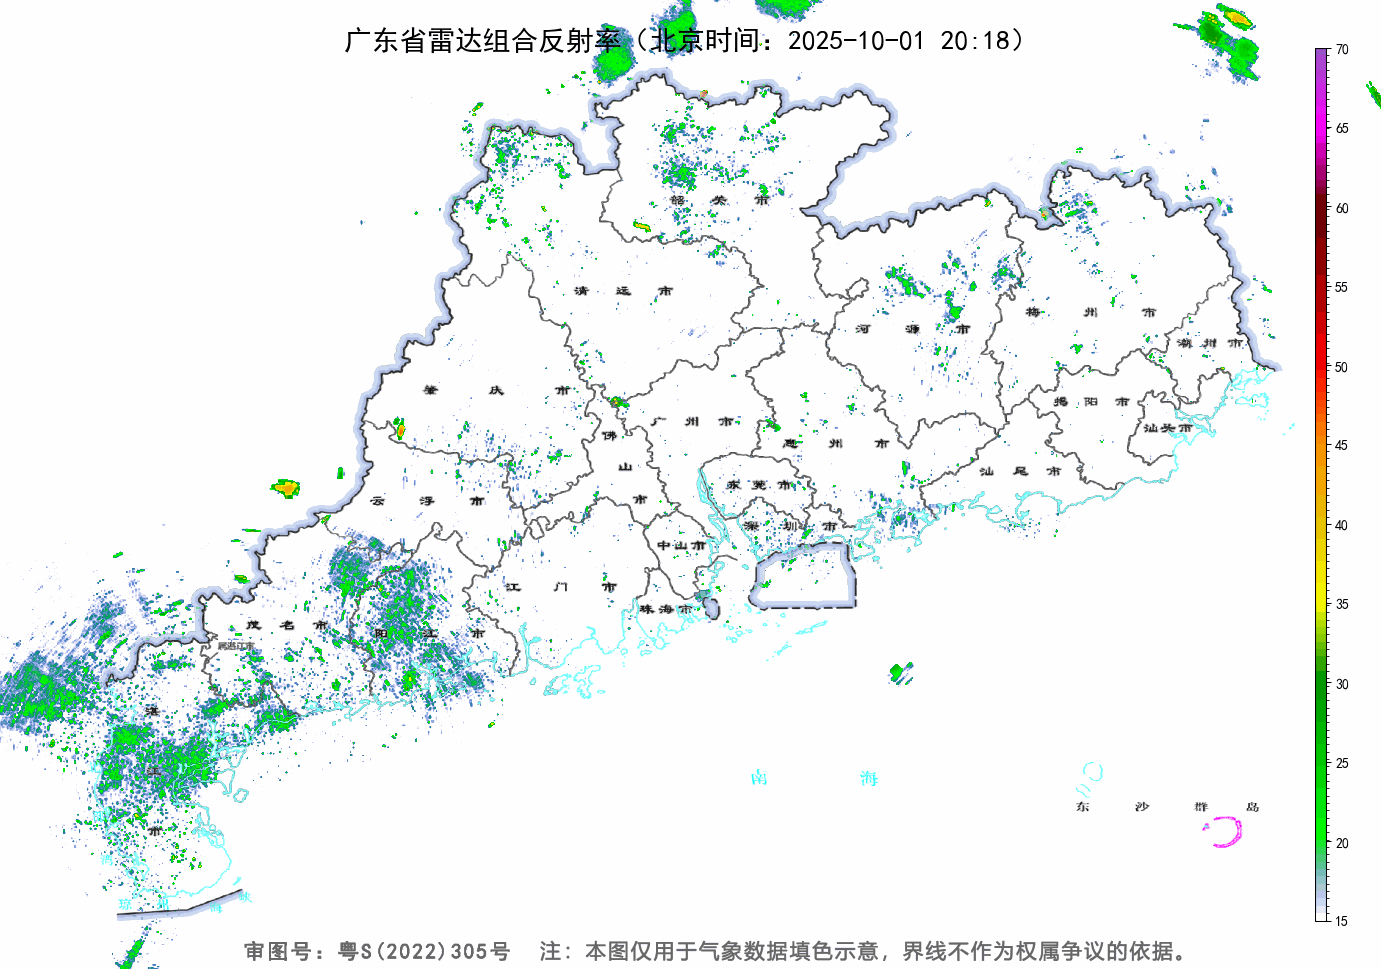 广东省雷达组合反射率（北京时间：2025-10-01 20:18）
70
65
60
55
50
45
40
35
30
25
20
15
韶关市
清远市
河源市
梅州市
潮州市
肇庆市
广州市
佛山市
惠州市
揭阳市
汕头市
汕尾市
云浮市
东莞市
深圳市
中山市
江门市
珠海市
茂名市
阳江市
属湛江市
湛江市
南海
东沙群岛
琼州海峡
审图号：粤S(2022)305号 注：本图仅用于气象数据填色示意，界线不作为权属争议的依据。